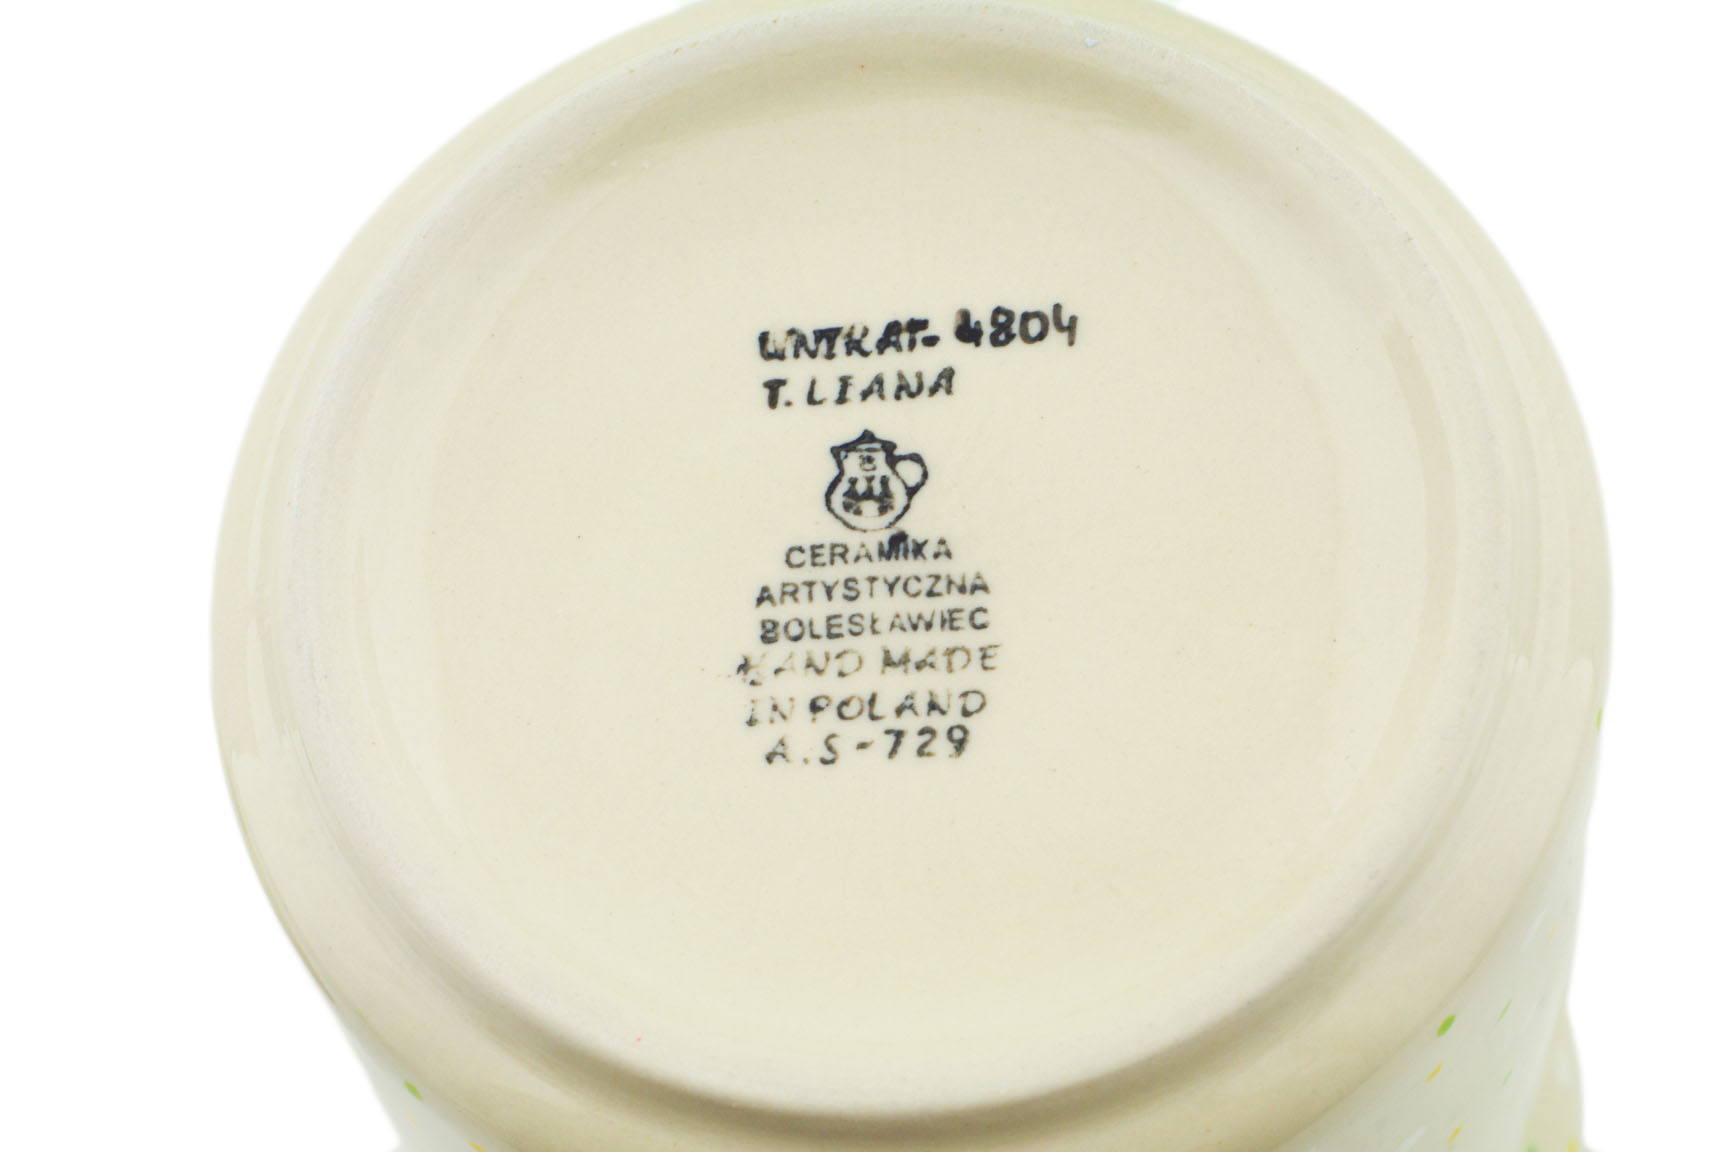 UNIKAT-4804
T. LIANA
B
CERAMIKA
ARTYSTYCZNA
BOLESŁAWIEC
HAND MADE
IN POLAND
A.S-729